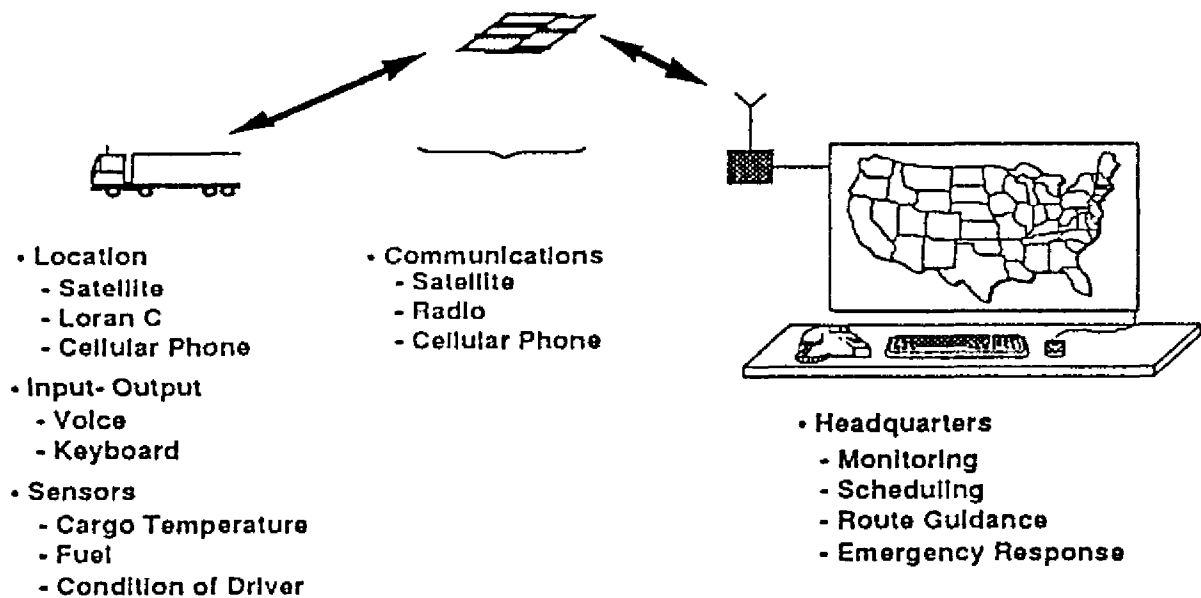 • Location
- Satellite
- Loran C
- Cellular Phone
• Input- Output
- Voice
- Keyboard
• Sensors
- Cargo Temperature
- Fuel
- Condition of Driver
• Communications
- Satellite
- Radio
- Cellular Phone
• Headquarters
- Monitoring
- Scheduling
- Route Guidance
- Emergency Response